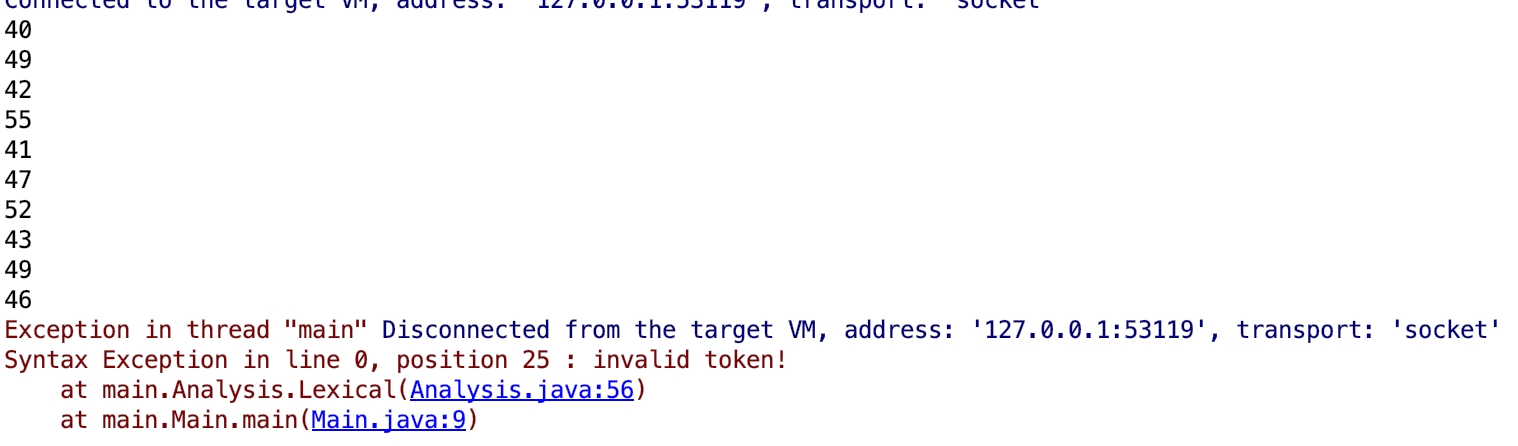 Connected to the target VM, address: '127.0.0.1:53119', transport: 'socket'
40
49
42
55
41
47
52
43
49
46
Exception in thread "main" Disconnected from the target VM, address: '127.0.0.1:53119', transport: 'socket'
Syntax Exception in line 0, position 25 : invalid token!
    at main.Analysis.Lexical(Analysis.java:56)
    at main.Main.main(Main.java:9)